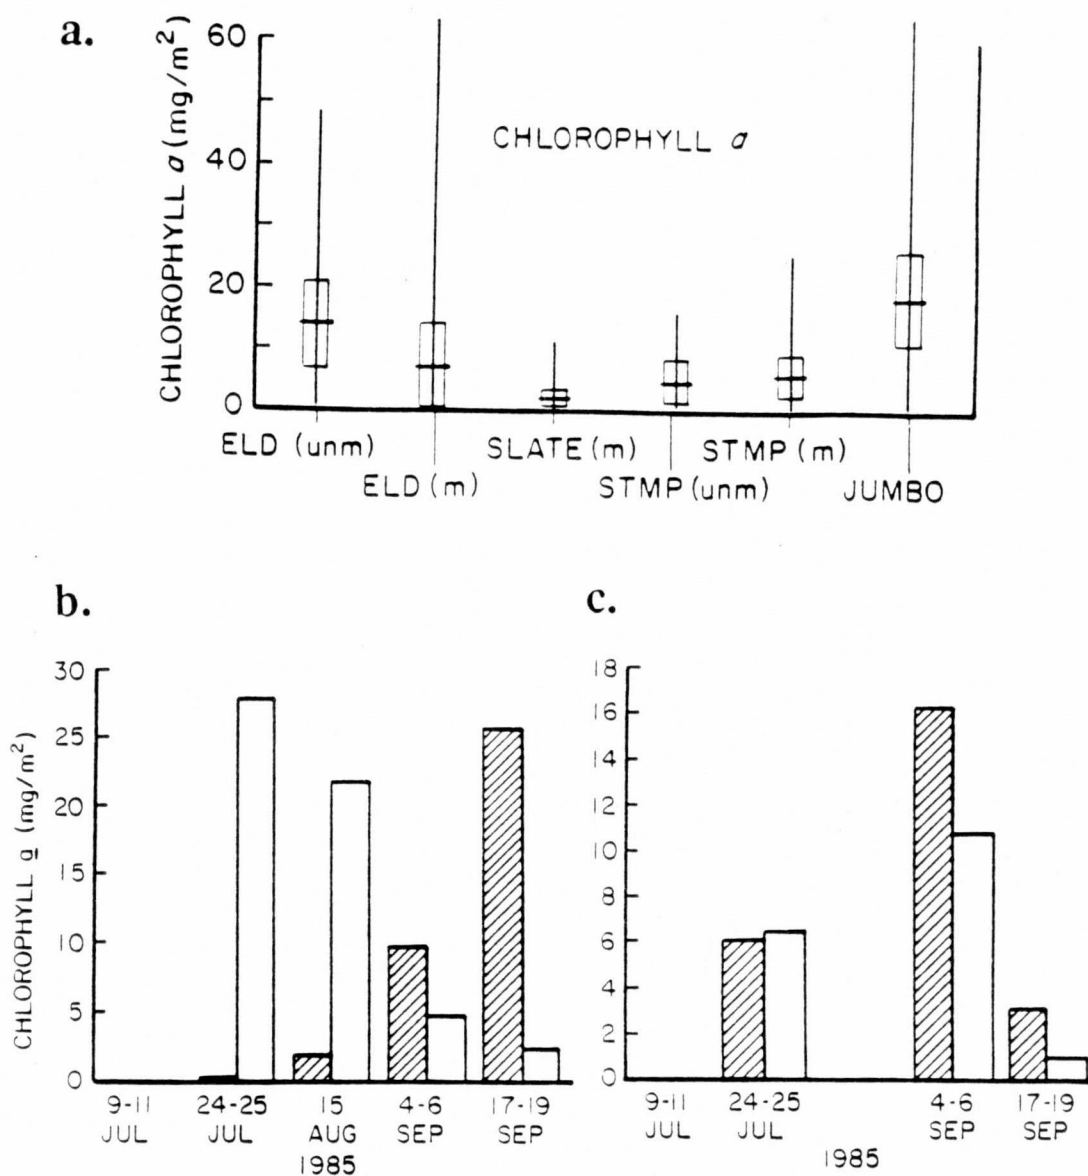 a.
CHLOROPHYLL a (mg/m²)
60
40
20
0
CHLOROPHYLL a
ELD (unm)
ELD (m)
SLATE (m)
STMP (unm)
STMP (m)
JUMBO
b.
CHLOROPHYLL a (mg/m²)
30
25
20
15
10
5
0
9-11 JUL
24-25 JUL
15 AUG
4-6 SEP
17-19 SEP
1985
c.
18
16
14
12
10
8
6
4
2
0
9-11 JUL
24-25 JUL
4-6 SEP
17-19 SEP
1985